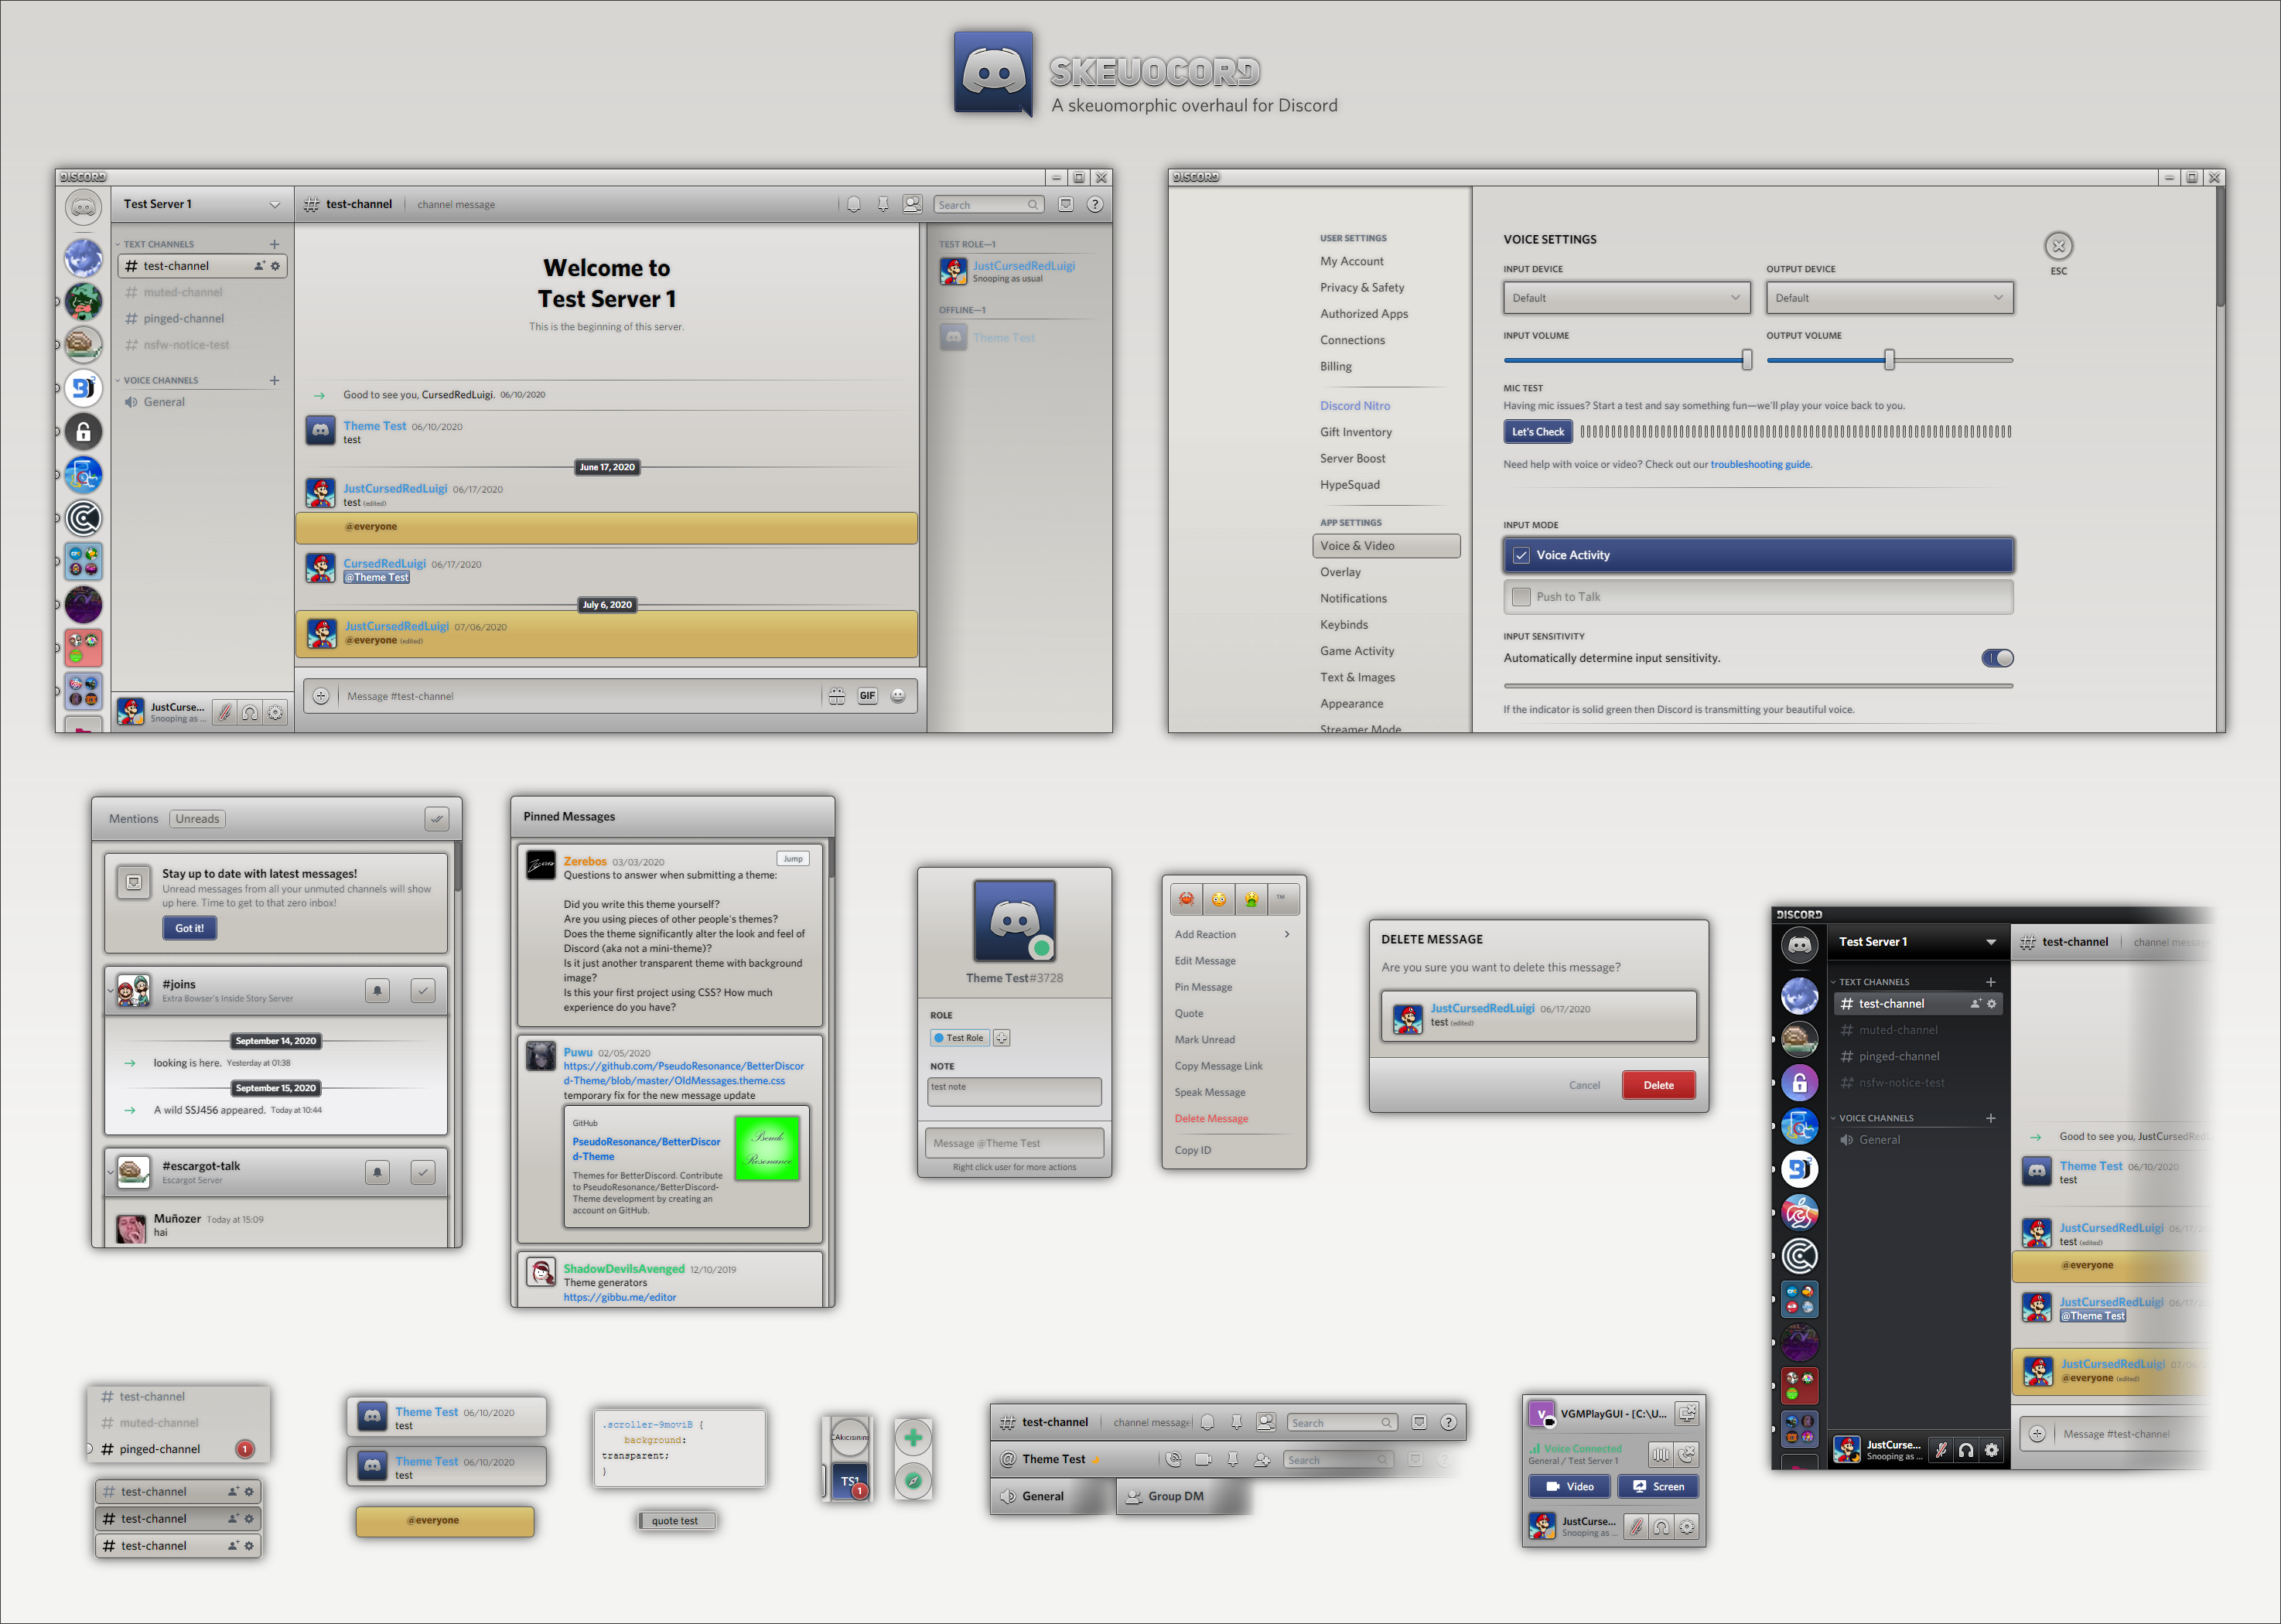 SKEUOCORD
A skeuomorphic overhaul for Discord
DISCORD
Test Server 1
test-channel
channel message
Search
TEXT CHANNELS
test-channel
muted-channel
pinged-channel
nsfw-notice-test
VOICE CHANNELS
General
JustCurse...
Snooping as ...
Welcome to
Test Server 1
This is the beginning of this server.
Good to see you, CursedRedLuigi. 06/10/2020
Theme Test 06/10/2020
test
June 17, 2020
JustCursedRedLuigi 06/17/2020
test (edited)
@everyone
CursedRedLuigi 06/17/2020
@Theme Test
July 6, 2020
JustCursedRedLuigi 07/06/2020
@everyone (edited)
Message #test-channel
GIF
TEST ROLE—1
JustCursedRedLuigi
Snooping as usual
OFFLINE—1
Theme Test
DISCORD
USER SETTINGS
My Account
Privacy & Safety
Authorized Apps
Connections
Billing
Discord Nitro
Gift Inventory
Server Boost
HypeSquad
APP SETTINGS
Voice & Video
Overlay
Notifications
Keybinds
Game Activity
Text & Images
Appearance
Streamer Mode
VOICE SETTINGS
ESC
INPUT DEVICE
OUTPUT DEVICE
Default
Default
INPUT VOLUME
OUTPUT VOLUME
MIC TEST
Having mic issues? Start a test and say something fun—we'll play your voice back to you.
Let's Check
Need help with voice or video? Check out our troubleshooting guide.
INPUT MODE
Voice Activity
Push to Talk
INPUT SENSITIVITY
Automatically determine input sensitivity.
If the indicator is solid green then Discord is transmitting your beautiful voice.
Mentions
Unreads
Stay up to date with latest messages!
Unread messages from all your unmuted channels will show
up here. Time to get to that zero inbox!
Got it!
#joins
Extra Bowser's Inside Story Server
September 14, 2020
looking is here. Yesterday at 01:38
September 15, 2020
A wild SSJ456 appeared. Today at 10:44
#escargot-talk
Escargot Server
Muñozer Today at 15:09
hai
Pinned Messages
Zerebos 03/03/2020
Jump
Questions to answer when submitting a theme:
Did you write this theme yourself?
Are you using pieces of other people's themes?
Does the theme significantly alter the look and feel of
Discord (aka not a mini-theme)?
Is it just another transparent theme with background
image?
Is this your first project using CSS? How much
experience do you have?
Puwu 02/05/2020
https://github.com/PseudoResonance/BetterDiscor
d-Theme/blob/master/OldMessages.theme.css
temporary fix for the new message update
GitHub
PseudoResonance/BetterDiscor
d-Theme
Themes for BetterDiscord. Contribute
to PseudoResonance/BetterDiscord-
Theme development by creating an
account on GitHub.
ShadowDevilsAvenged 12/10/2019
Theme generators
https://gibbu.me/editor
Theme Test#3728
ROLE
Test Role
NOTE
test note
Message @Theme Test
Right click user for more actions
TM
Add Reaction
Edit Message
Pin Message
Quote
Mark Unread
Copy Message Link
Speak Message
Delete Message
Copy ID
DELETE MESSAGE
Are you sure you want to delete this message?
JustCursedRedLuigi 06/17/2020
test (edited)
Cancel
Delete
DISCORD
Test Server 1
test-channel
channel message
TEXT CHANNELS
test-channel
muted-channel
pinged-channel
nsfw-notice-test
VOICE CHANNELS
General
Good to see you, JustCursedRed
Theme Test 06/10/2020
test
JustCursedRedLuigi 06/17/
test (edited)
@everyone
JustCursedRedLuigi 06/17/
@Theme Test
JustCursedRedLuigi
@everyone (edited)
Message #test-channel
JustCurse...
Snooping as ...
test-channel
muted-channel
pinged-channel
1
test-channel
test-channel
test-channel
Theme Test 06/10/2020
test
Theme Test 06/10/2020
test
@everyone
.scroller-9moviB {
background:
transparent;
}
quote test
TS1
1
test-channel
channel message
Search
Theme Test
Search
General
Group DM
V
VGMPlayGUI - [C:\U...
Voice Connected
General / Test Server 1
Video
Screen
JustCurse...
Snooping as ...